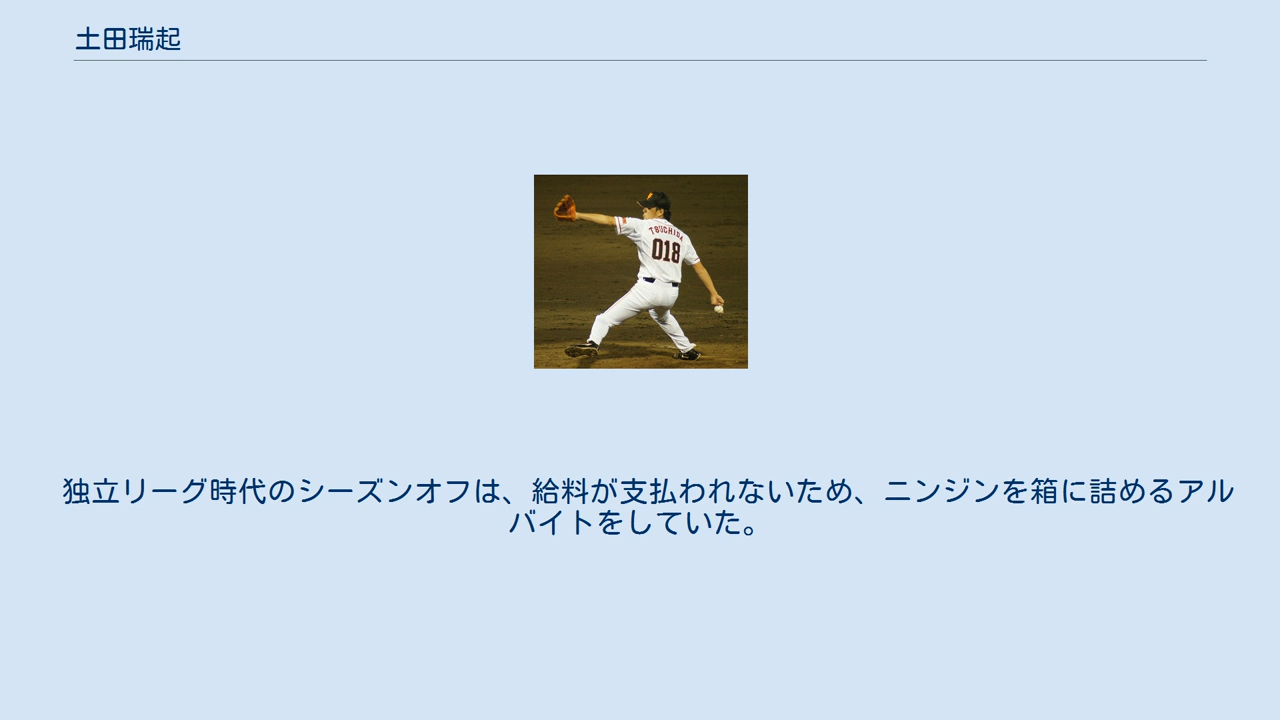 土田瑞起
TSUCHIDA
018
独立リーグ時代のシーズンオフは、給料が支払われないため、ニンジンを箱に詰めるアル
バイトをしていた。